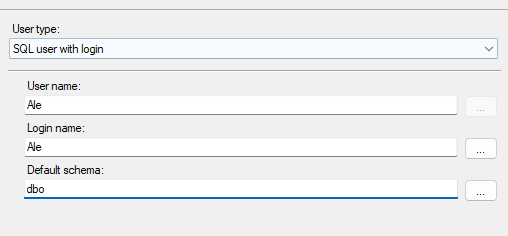 User type:
SQL user with login
User name:
Ale
...
Login name:
Ale
...
Default schema:
dbo
...